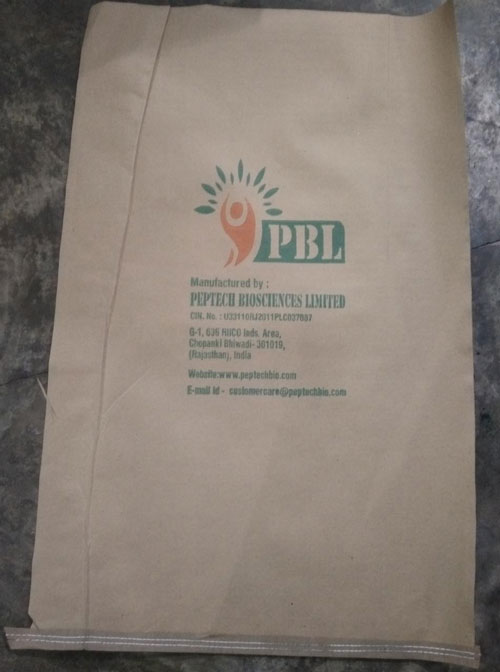 PBL
Manufactured by :
PEPTECH BIOSCIENCES LIMITED
CIN. No. : U33110RJ2011PLC037087
G-1, 636 RIICO Inds. Area,
Chopanki Bhiwadi- 301019,
(Rajasthan), India
Website:www.peptechbio.com
E-mail id - customercare@peptechbio.com